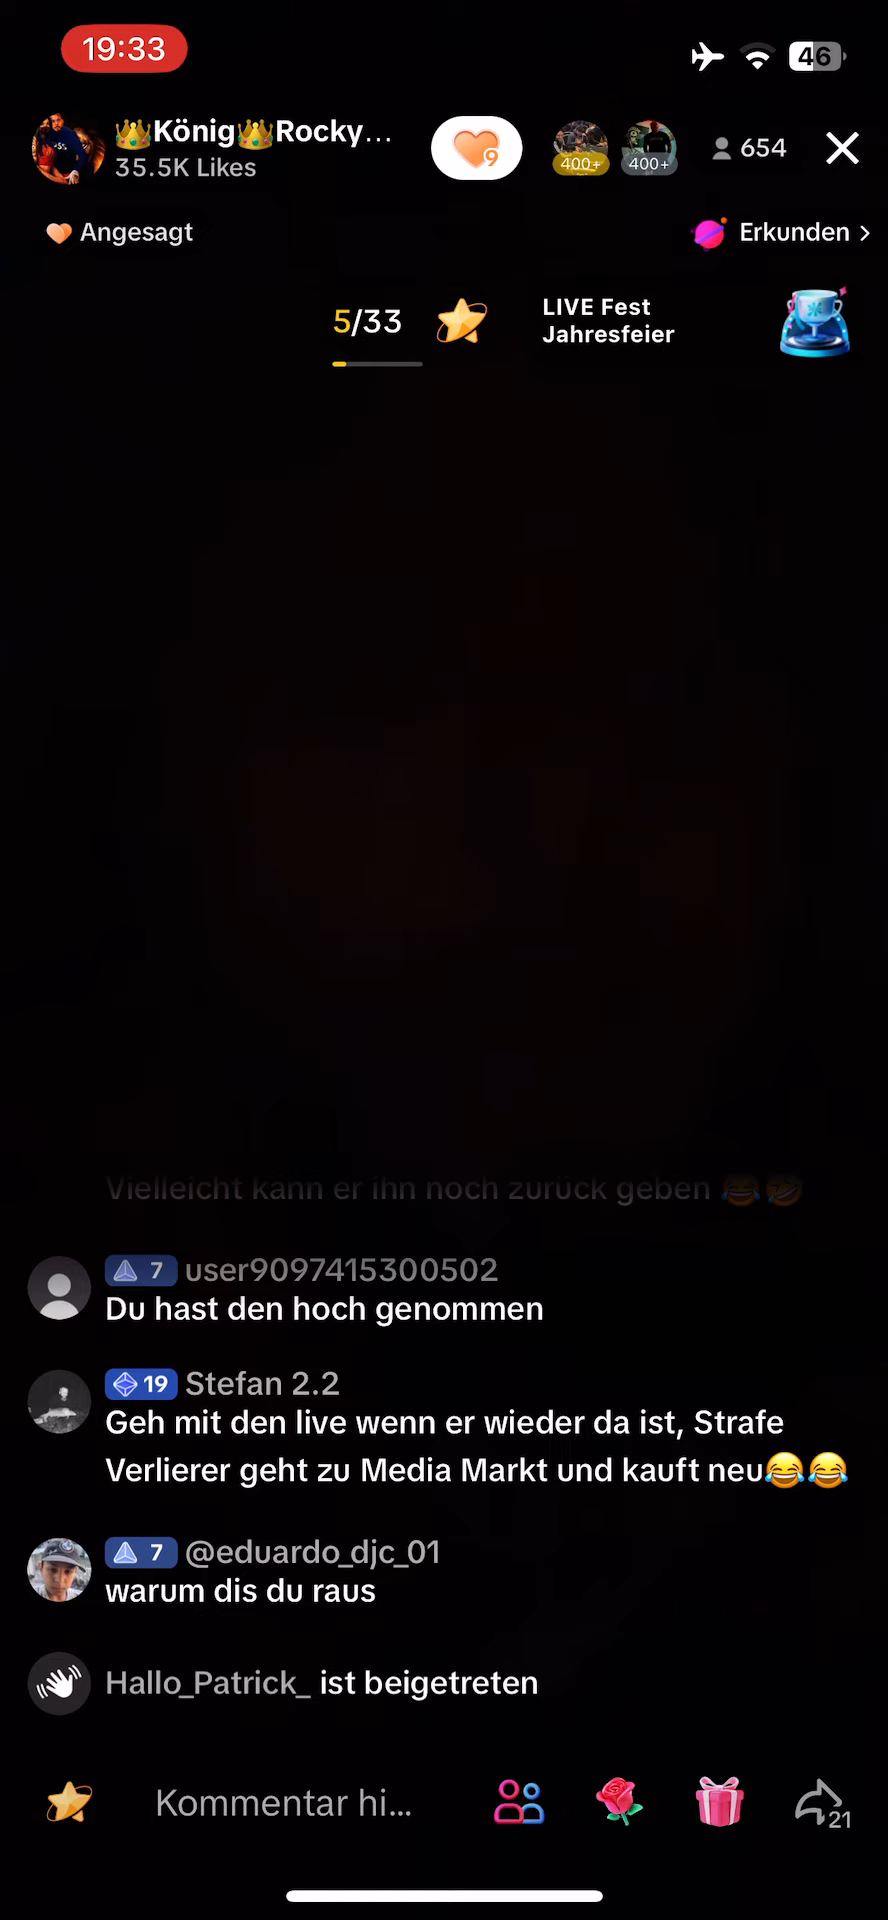 19:33
46
👑König👑Rocky...
35.5K Likes
9
400+
400+
654
Angesagt
Erkunden >
5/33
LIVE Fest
Jahresfeier
Vielleicht kann er ihn noch zurück geben 😂🤣
7 user9097415300502
Du hast den hoch genommen
19 Stefan 2.2
Geh mit den live wenn er wieder da ist, Strafe
Verlierer geht zu Media Markt und kauft neu😂😂
7 @eduardo_djc_01
warum dis du raus
Hallo_Patrick_ ist beigetreten
Kommentar hi...
21